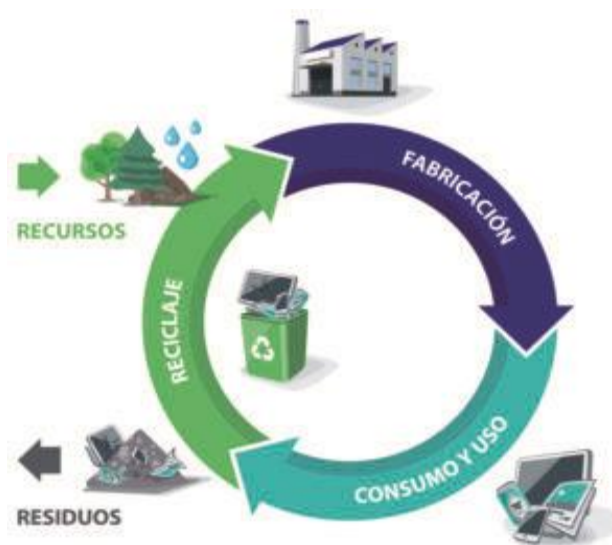 FABRICACIÓN
RECURSOS
RECICLAJE
CONSUMO Y USO
RESIDUOS